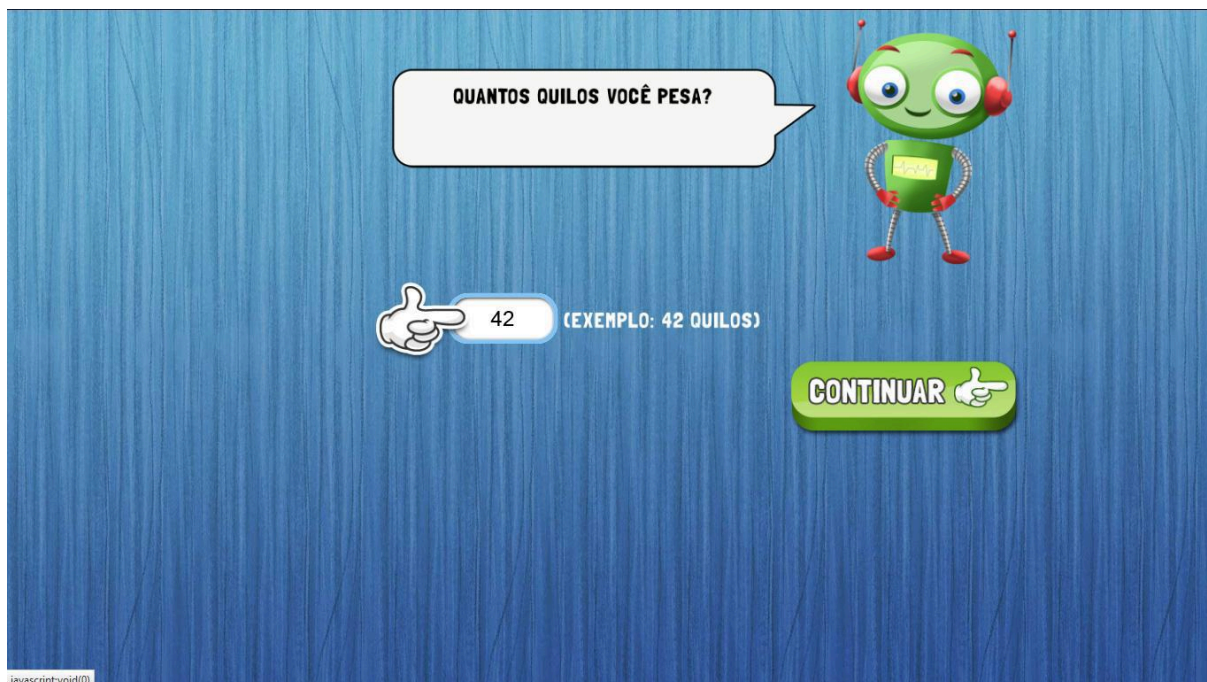 QUANTOS QUILOS VOCÊ PESA?
42 (EXEMPLO: 42 QUILOS)
CONTINUAR
javascript:void(0)